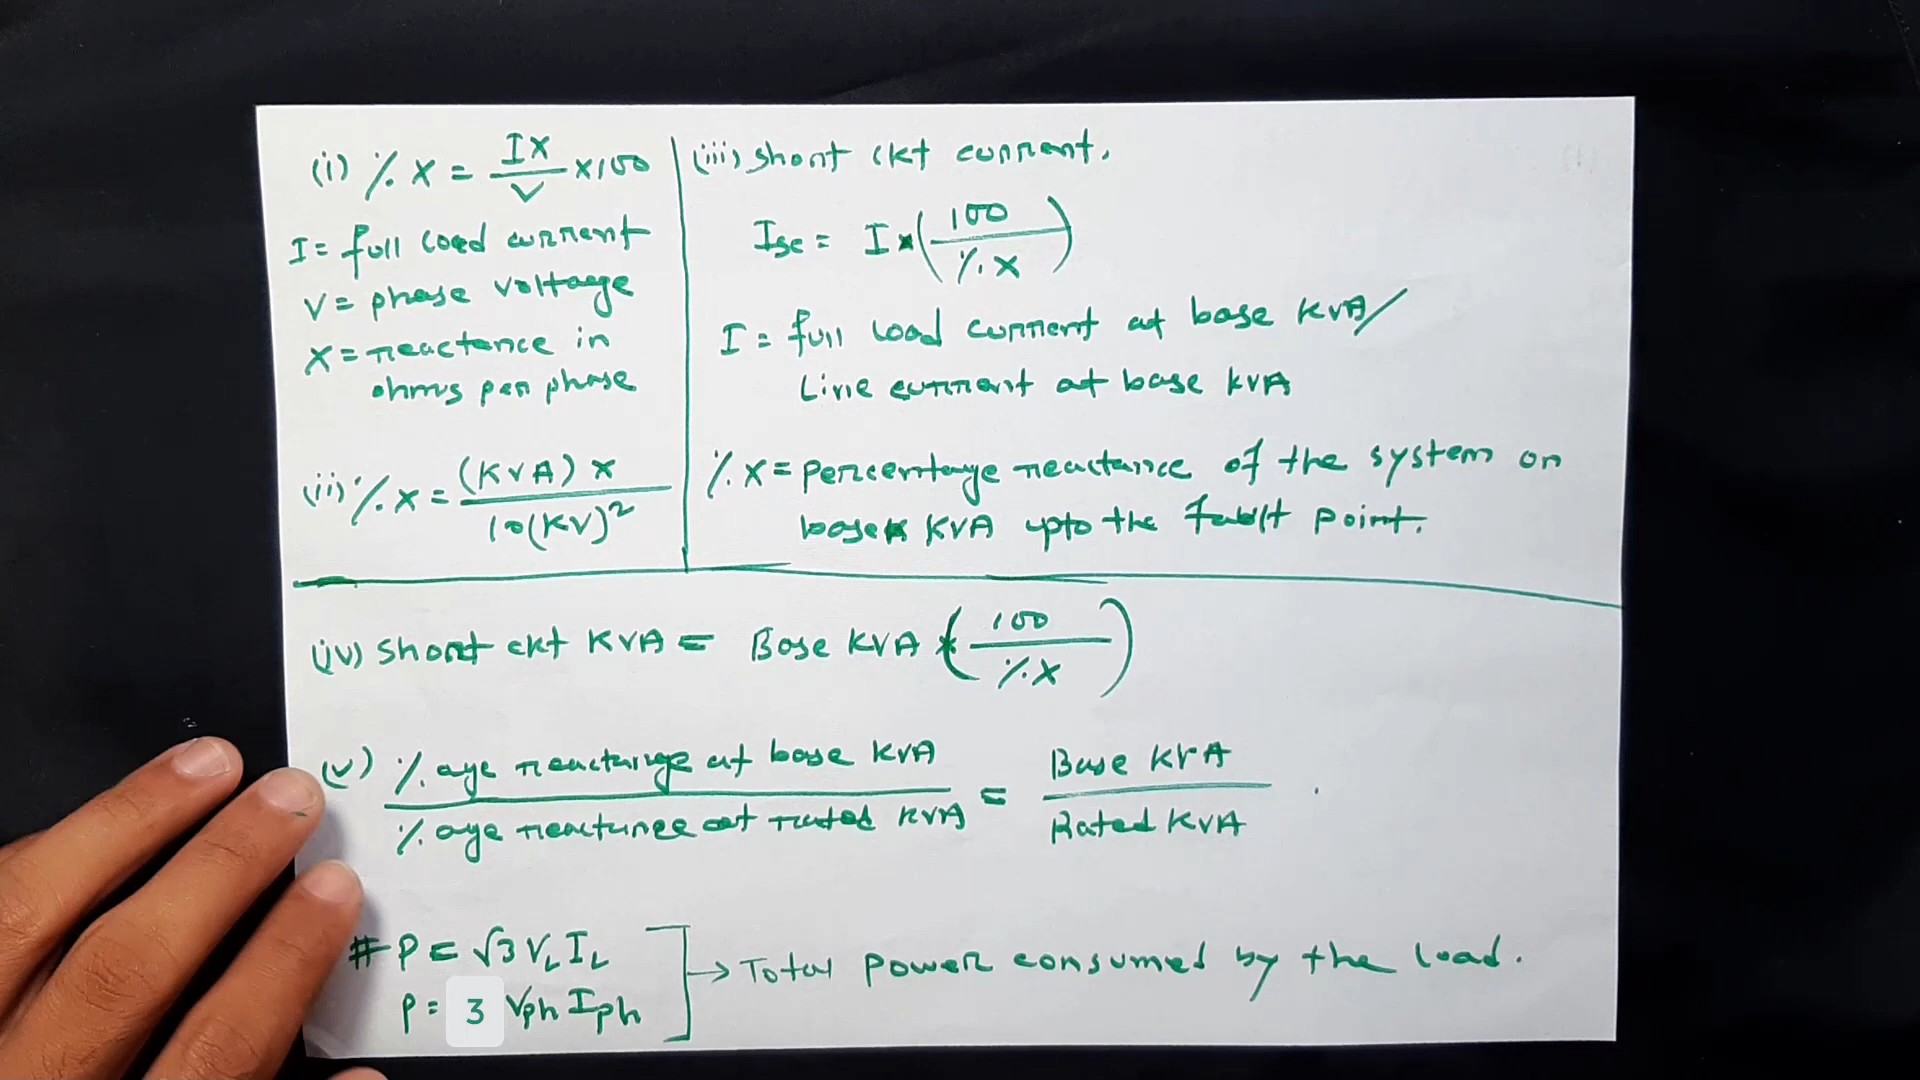 (i) % X = IX/V ×100
I = full load current
V = phase voltage
X = reactance in
ohms per phase
(ii) % X = (KVA) X / 10(KV)²
(iii) Short ckt current.
Isc = I × (100 / % X)
I = full load current at base KVA/
Line current at base KVA
% X = Percentage reactance of the system on
base KVA upto the fault point.
(iv) Short ckt KVA = Base KVA * (100 / % X)
(v) % age reactance at base KVA / % age reactance at rated KVA = Base KVA / Rated KVA .
# P = √3 VL IL
P = 3 Vph Iph
→ Total power consumed by the load.